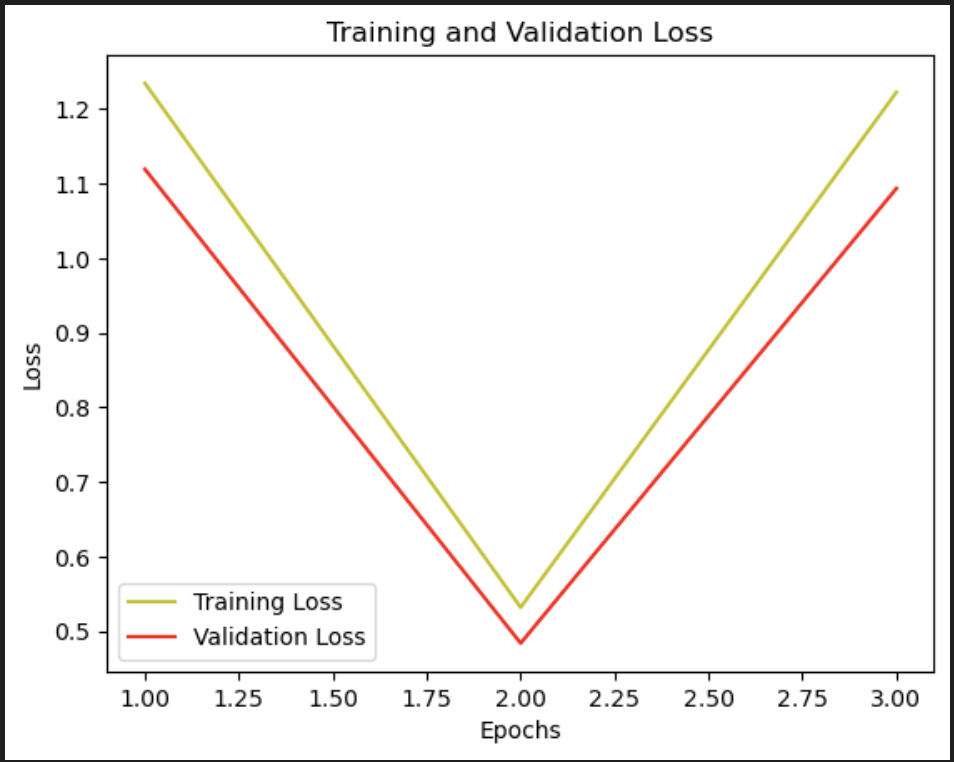 Training and Validation Loss
1.2
1.1
1.0
0.9
0.8
0.7
0.6
0.5
Loss
Training Loss
Validation Loss
1.00 1.25 1.50 1.75 2.00 2.25 2.50 2.75 3.00
Epochs